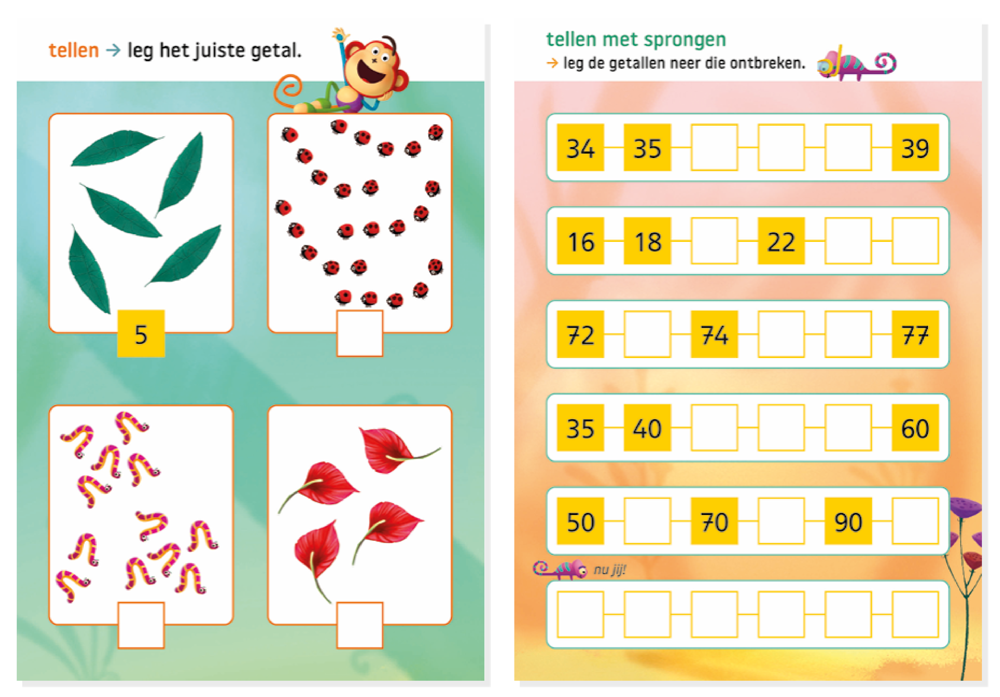 tellen → leg het juiste getal.
5
tellen met sprongen
→ leg de getallen neer die ontbreken.
34 35 39
16 18 22
72 74 77
35 40 60
50 70 90
nu jij!